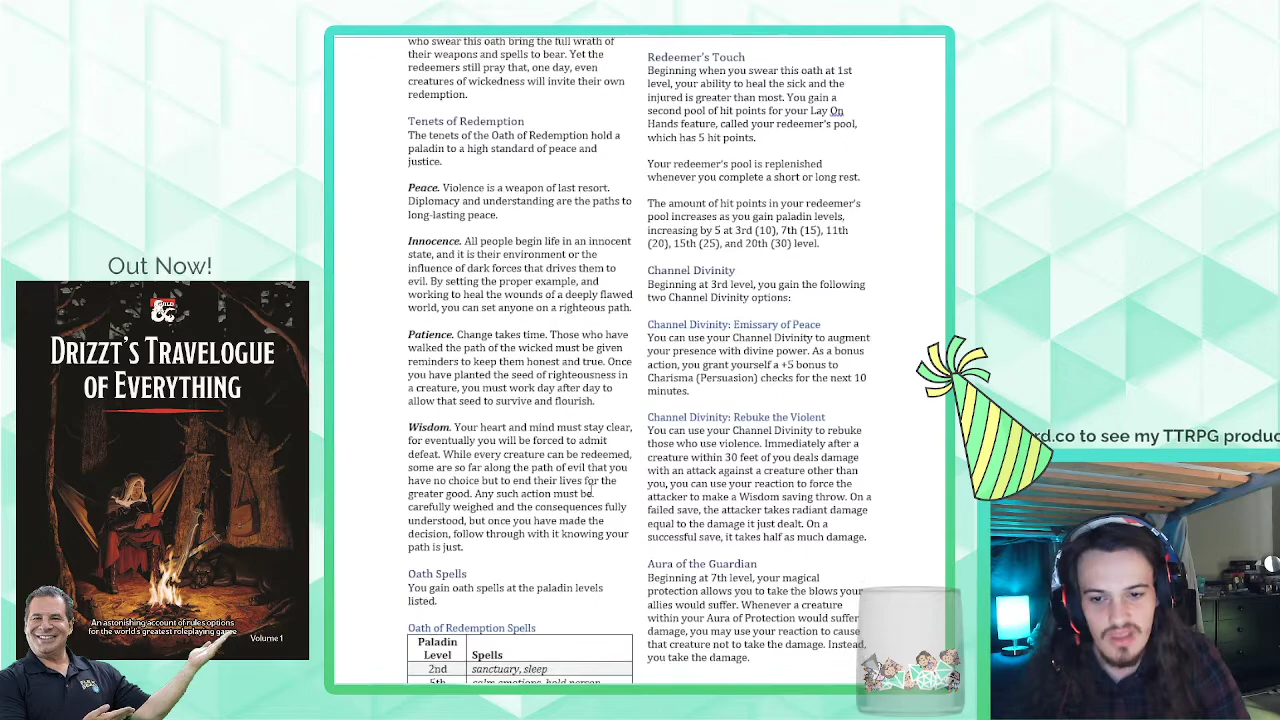 Out Now!
DRIZZT'S TRAVELOGUE
OF EVERYTHING
An astonishing account of rules options
for the world's greatest roleplaying game
Volume 1
who swear this oath bring the full wrath of
their weapons and spells to bear. Yet the
redeemers still pray that, one day, even
creatures of wickedness will invite their own
redemption.
Tenets of Redemption
The tenets of the Oath of Redemption hold a
paladin to a high standard of peace and
justice.
Peace. Violence is a weapon of last resort.
Diplomacy and understanding are the paths to
long-lasting peace.
Innocence. All people begin life in an innocent
state, and it is their environment or the
influence of dark forces that drives them to
evil. By setting the proper example, and
working to heal the wounds of a deeply flawed
world, you can set anyone on a righteous path.
Patience. Change takes time. Those who have
walked the path of the wicked must be given
reminders to keep them honest and true. Once
you have planted the seed of righteousness in
a creature, you must work day after day to
allow that seed to survive and flourish.
Wisdom. Your heart and mind must stay clear,
for eventually you will be forced to admit
defeat. While every creature can be redeemed,
some are so far along the path of evil that you
have no choice but to end their lives for the
greater good. Any such action must be
carefully weighed and the consequences fully
understood, but once you have made the
decision, follow through with it knowing your
path is just.
Oath Spells
You gain oath spells at the paladin levels
listed.
Oath of Redemption Spells
Paladin
Level Spells
2nd sanctuary, sleep
5th calm emotions, hold person
Redeemer's Touch
Beginning when you swear this oath at 1st
level, your ability to heal the sick and the
injured is greater than most. You gain a
second pool of hit points for your Lay On
Hands feature, called your redeemer's pool,
which has 5 hit points.
Your redeemer's pool is replenished
whenever you complete a short or long rest.
The amount of hit points in your redeemer's
pool increases as you gain paladin levels,
increasing by 5 at 3rd (10), 7th (15), 11th
(20), 15th (25), and 20th (30) level.
Channel Divinity
Beginning at 3rd level, you gain the following
two Channel Divinity options:
Channel Divinity: Emissary of Peace
You can use your Channel Divinity to augment
your presence with divine power. As a bonus
action, you grant yourself a +5 bonus to
Charisma (Persuasion) checks for the next 10
minutes.
Channel Divinity: Rebuke the Violent
You can use your Channel Divinity to rebuke
those who use violence. Immediately after a
creature within 30 feet of you deals damage
with an attack against a creature other than
you, you can use your reaction to force the
attacker to make a Wisdom saving throw. On a
failed save, the attacker takes radiant damage
equal to the damage it just dealt. On a
successful save, it takes half as much damage.
Aura of the Guardian
Beginning at 7th level, your magical
protection allows you to take the blows your
allies would suffer. Whenever a creature
within your Aura of Protection would suffer
damage, you may use your reaction to cause
that creature not to take the damage. Instead,
you take the damage.
rd.co to see my TTRPG produc